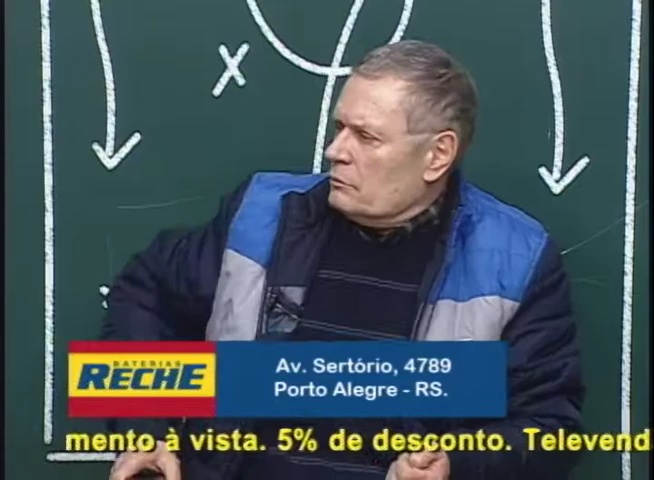 BATERIAS
RECHE
Av. Sertório, 4789
Porto Alegre - RS.
mento à vista. 5% de desconto. Televend